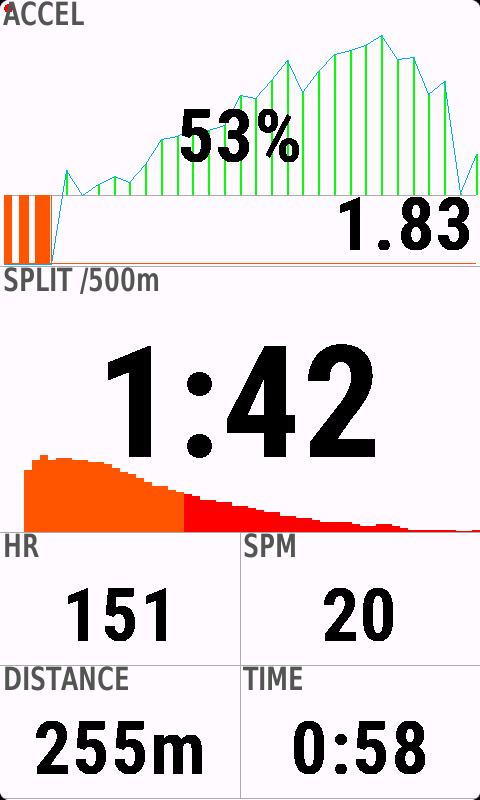 ACCEL
53%
1.83
SPLIT /500m
1:42
HR SPM
151 20
DISTANCE TIME
255m 0:58